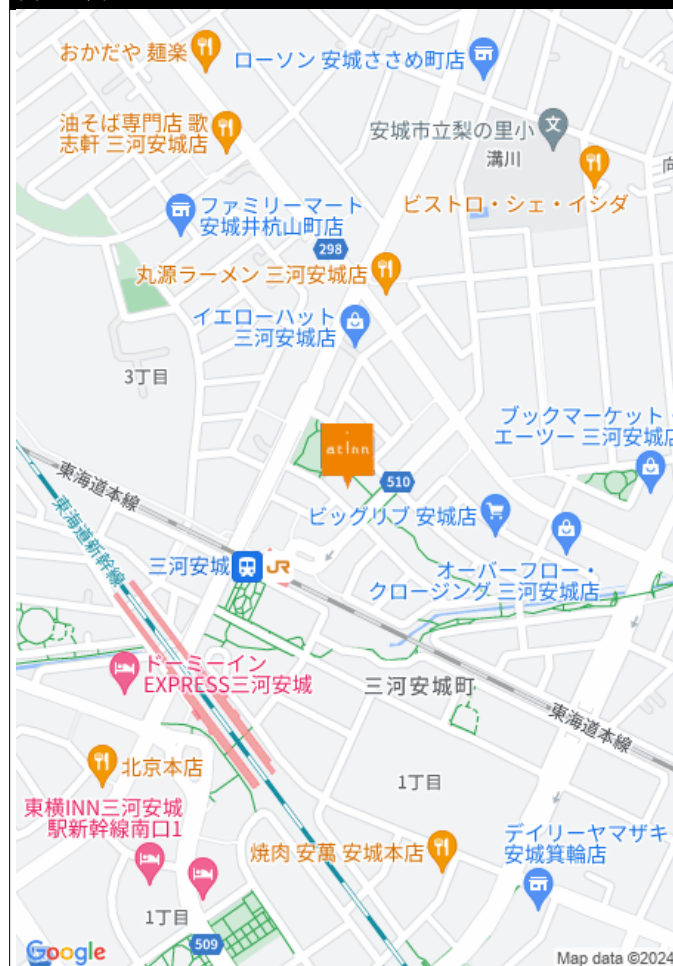 おかだや 麺楽
ローソン 安城ささめ町店
油そば専門店 歌
志軒 三河安城店
安城市立梨の里小
文
溝川
向
ビストロ・シェ・イシダ
ファミリーマート
安城井杭山町店
298
丸源ラーメン 三河安城店
イエローハット
三河安城店
3丁目
ブックマーケット・
エーツー 三河安城店
at inn
510
東海道本線
東海道新幹線
ビッグリブ 安城店
三河安城
JR
オーバーフロー・
クロージング 三河安城店
ドーミーイン
EXPRESS三河安城
三河安城町
東海道本線
北京本店
1丁目
東横INN三河安城
駅新幹線南口1
焼肉 安萬 安城本店
デイリーヤマザキ
安城箕輪店
1丁目
509
Google
Map data ©2024